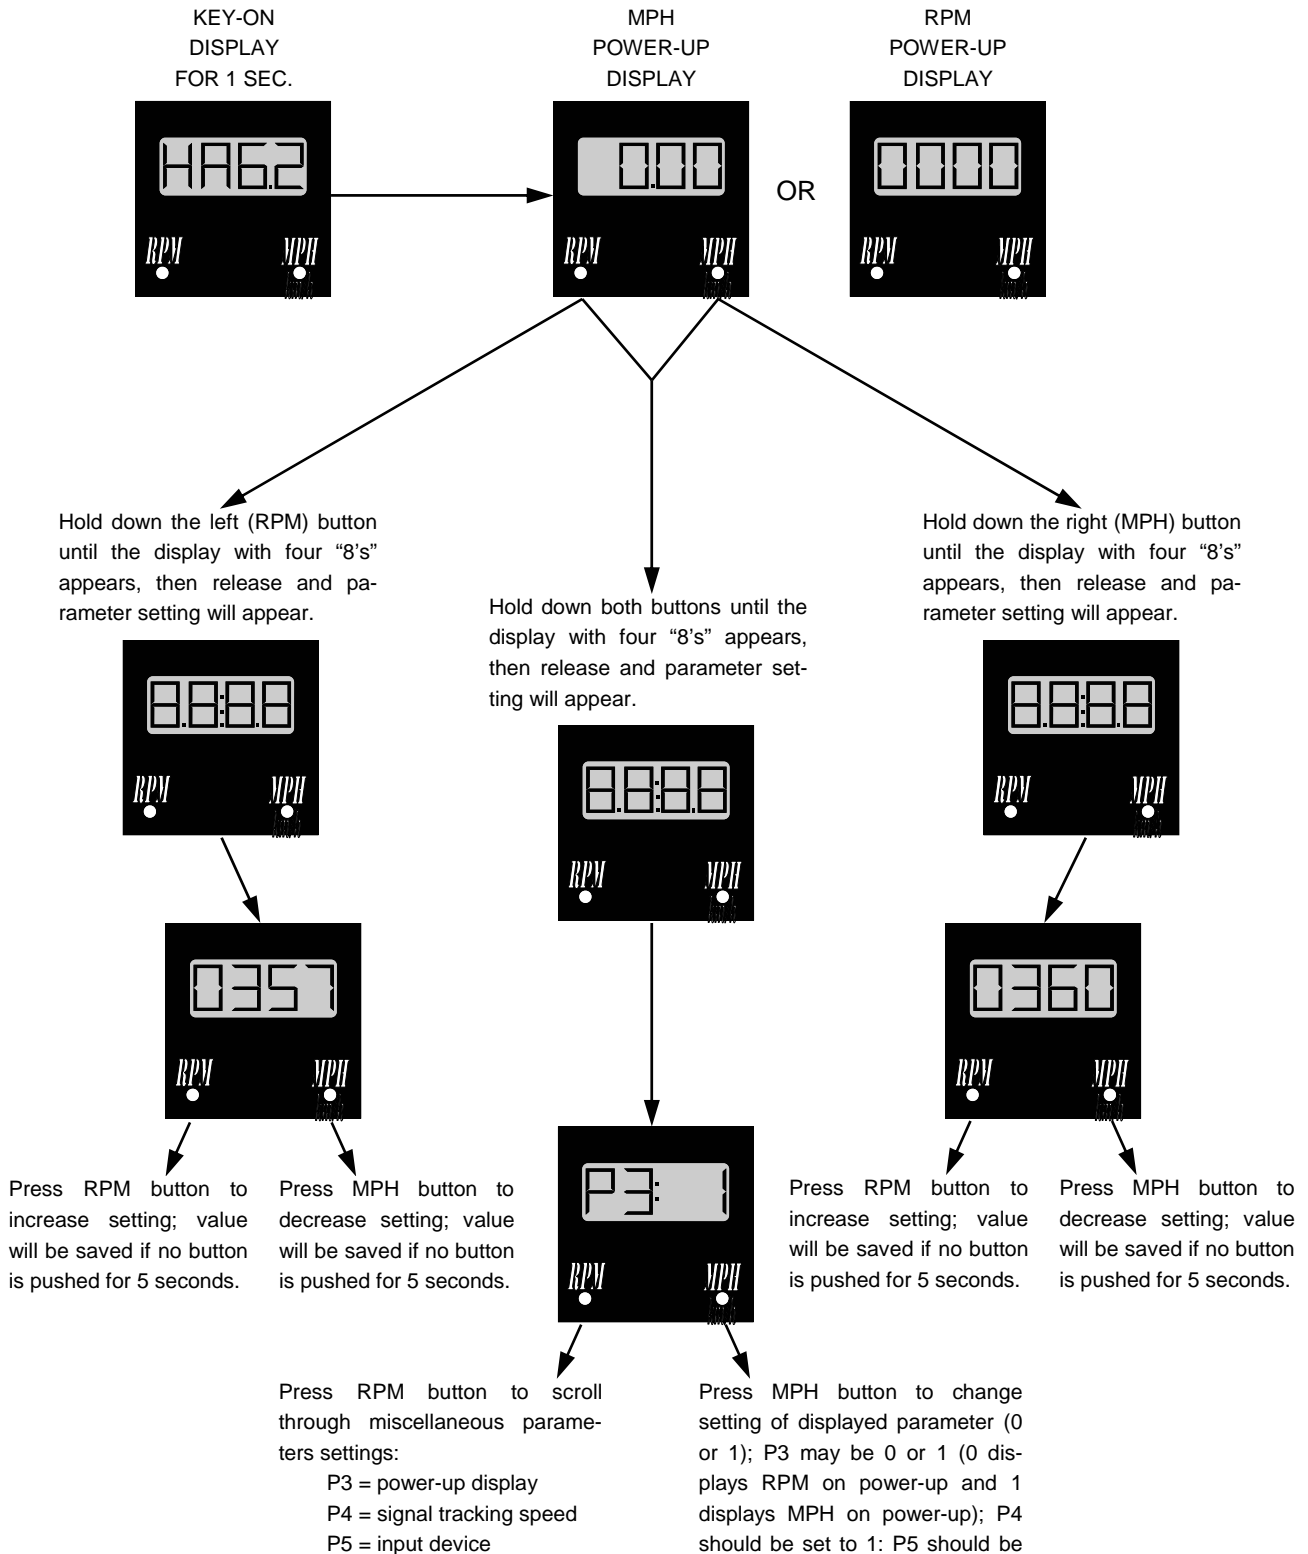 KEY-ON
DISPLAY
FOR 1 SEC.
MPH
POWER-UP
DISPLAY
RPM
POWER-UP
DISPLAY
HA6.2
RPM
MPH
0.00
RPM
MPH
OR
0000
RPM
MPH
Hold down the left (RPM) button
until the display with four “8's”
appears, then release and pa-
rameter setting will appear.
Hold down both buttons until the
display with four “8's” appears,
then release and parameter set-
ting will appear.
Hold down the right (MPH) button
until the display with four “8's”
appears, then release and pa-
rameter setting will appear.
8.8:8.8
RPM
MPH
8.8:8.8
RPM
MPH
8.8:8.8
RPM
MPH
0357
RPM
MPH
0360
RPM
MPH
Press RPM button to
increase setting; value
will be saved if no button
is pushed for 5 seconds.
Press MPH button to
decrease setting; value
will be saved if no button
is pushed for 5 seconds.
P3: 1
RPM
MPH
Press RPM button to
increase setting; value
will be saved if no button
is pushed for 5 seconds.
Press MPH button to
decrease setting; value
will be saved if no button
is pushed for 5 seconds.
Press RPM button to scroll
through miscellaneous parame-
ters settings:
P3 = power-up display
P4 = signal tracking speed
P5 = input device
Press MPH button to change
setting of displayed parameter (0
or 1); P3 may be 0 or 1 (0 dis-
plays RPM on power-up and 1
displays MPH on power-up); P4
should be set to 1: P5 should be